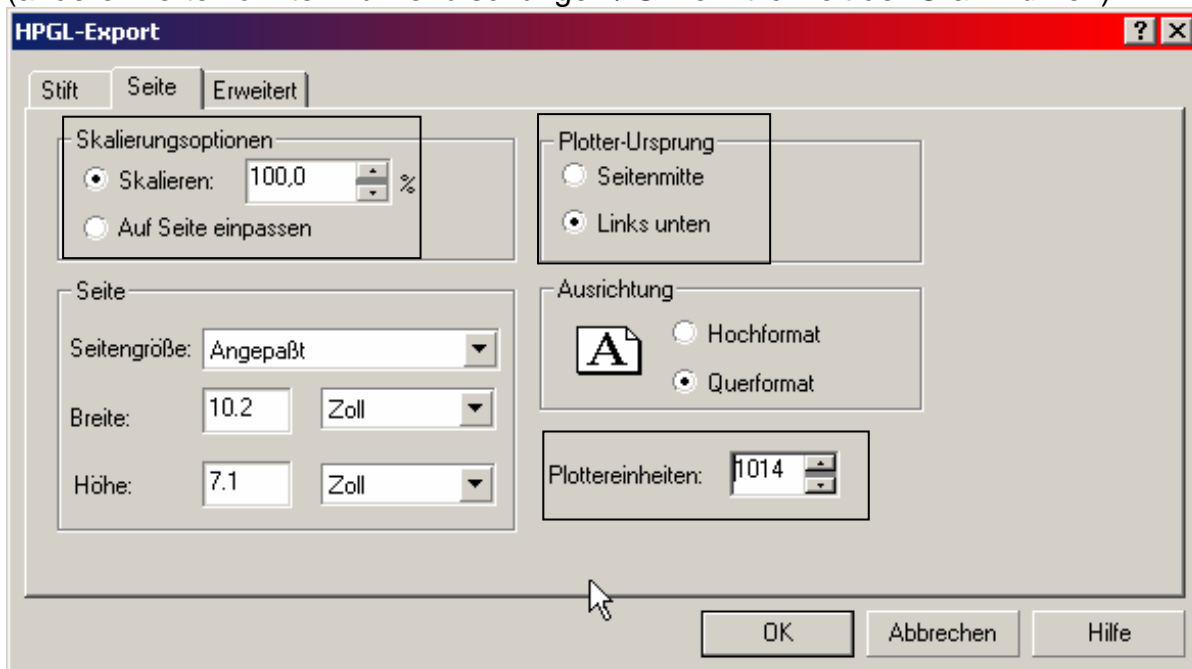 HPGL-Export
Stift Seite Erweitert
Skalierungsoptionen
Skalieren: 100,0 %
Auf Seite einpassen
Plotter-Ursprung
Seitenmitte
Links unten
Seite
Seitengröße: Angepaßt
Breite: 10.2 Zoll
Höhe: 7.1 Zoll
Ausrichtung
A
Hochformat
Querformat
Plottereinheiten: 1014
OK Abbrechen Hilfe